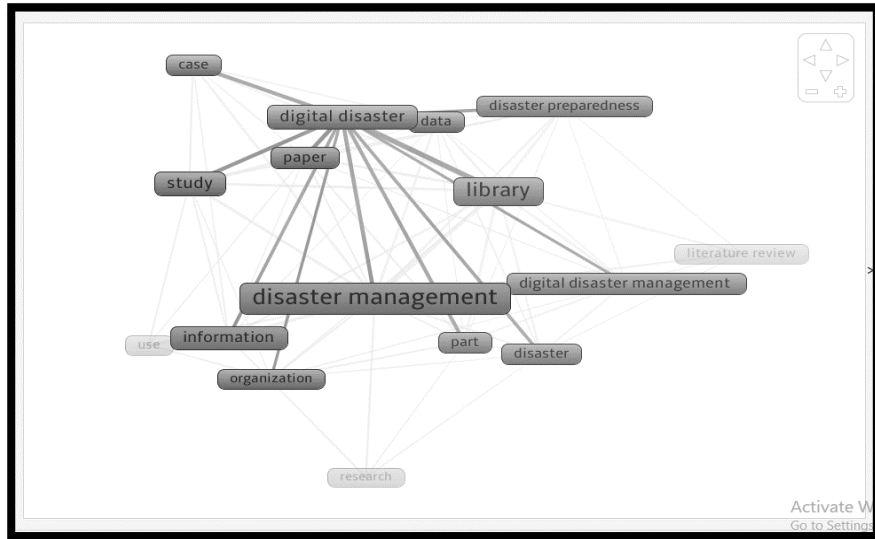 case
digital disaster
data
disaster preparedness
paper
study
library
literature review
digital disaster management
disaster management
information
use
part
disaster
organization
research
>
Activate W
Go to Settings